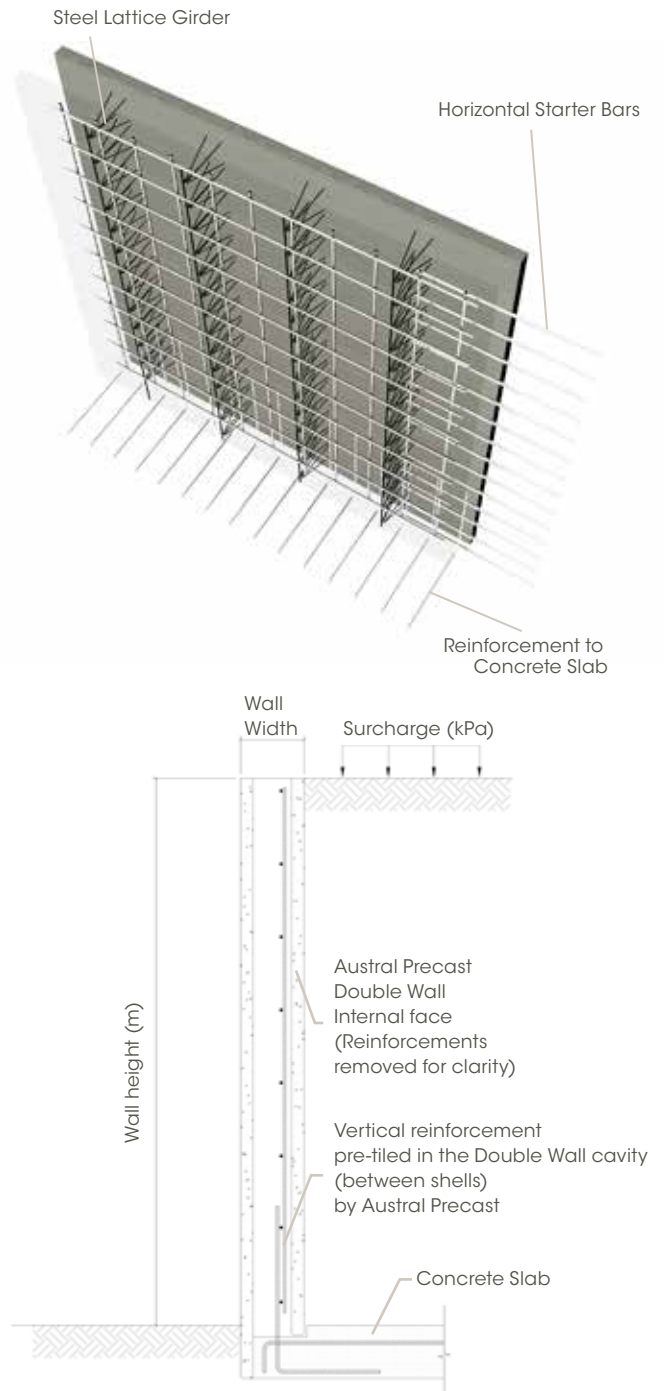 Steel Lattice Girder
Horizontal Starter Bars
Reinforcement to
Concrete Slab
Wall
Width
Surcharge (kPa)
Wall height (m)
Austral Precast
Double Wall
Internal face
(Reinforcements
removed for clarity)
Vertical reinforcement
pre-tiled in the Double Wall cavity
(between shells)
by Austral Precast
Concrete Slab